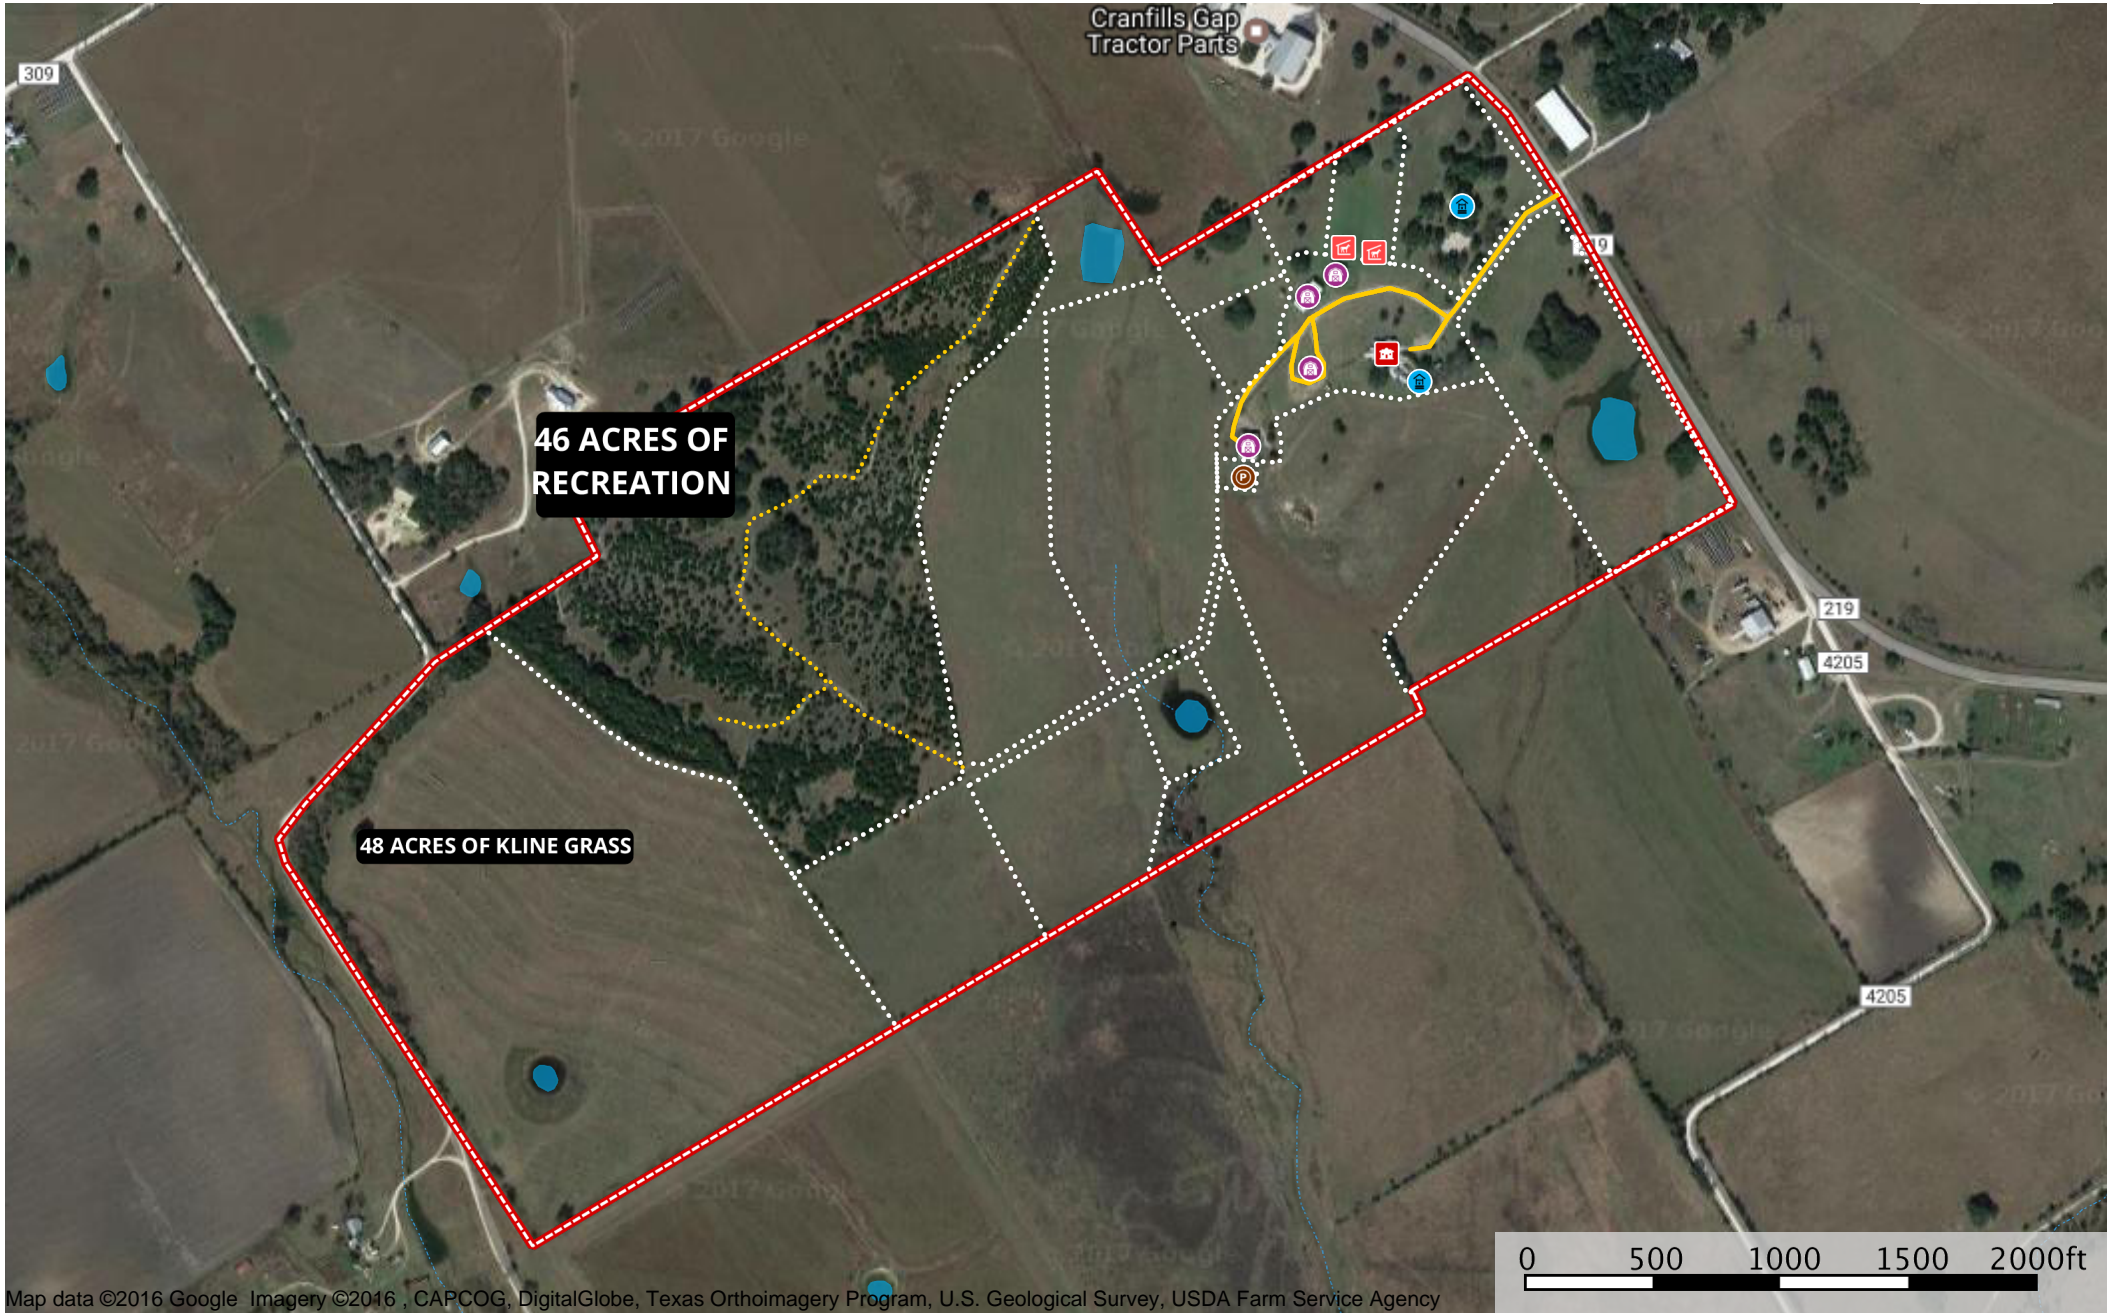 Cranfills Gap
Tractor Parts
309
© 2017 Google
219
46 ACRES OF
RECREATION
219
4205
48 ACRES OF KLINE GRASS
4205
2017 Google
0 500 1000 1500 2000ft
Map data ©2016 Google Imagery ©2016 , CAPCOG, DigitalGlobe, Texas Orthoimagery Program, U.S. Geological Survey, USDA Farm Service Agency
P